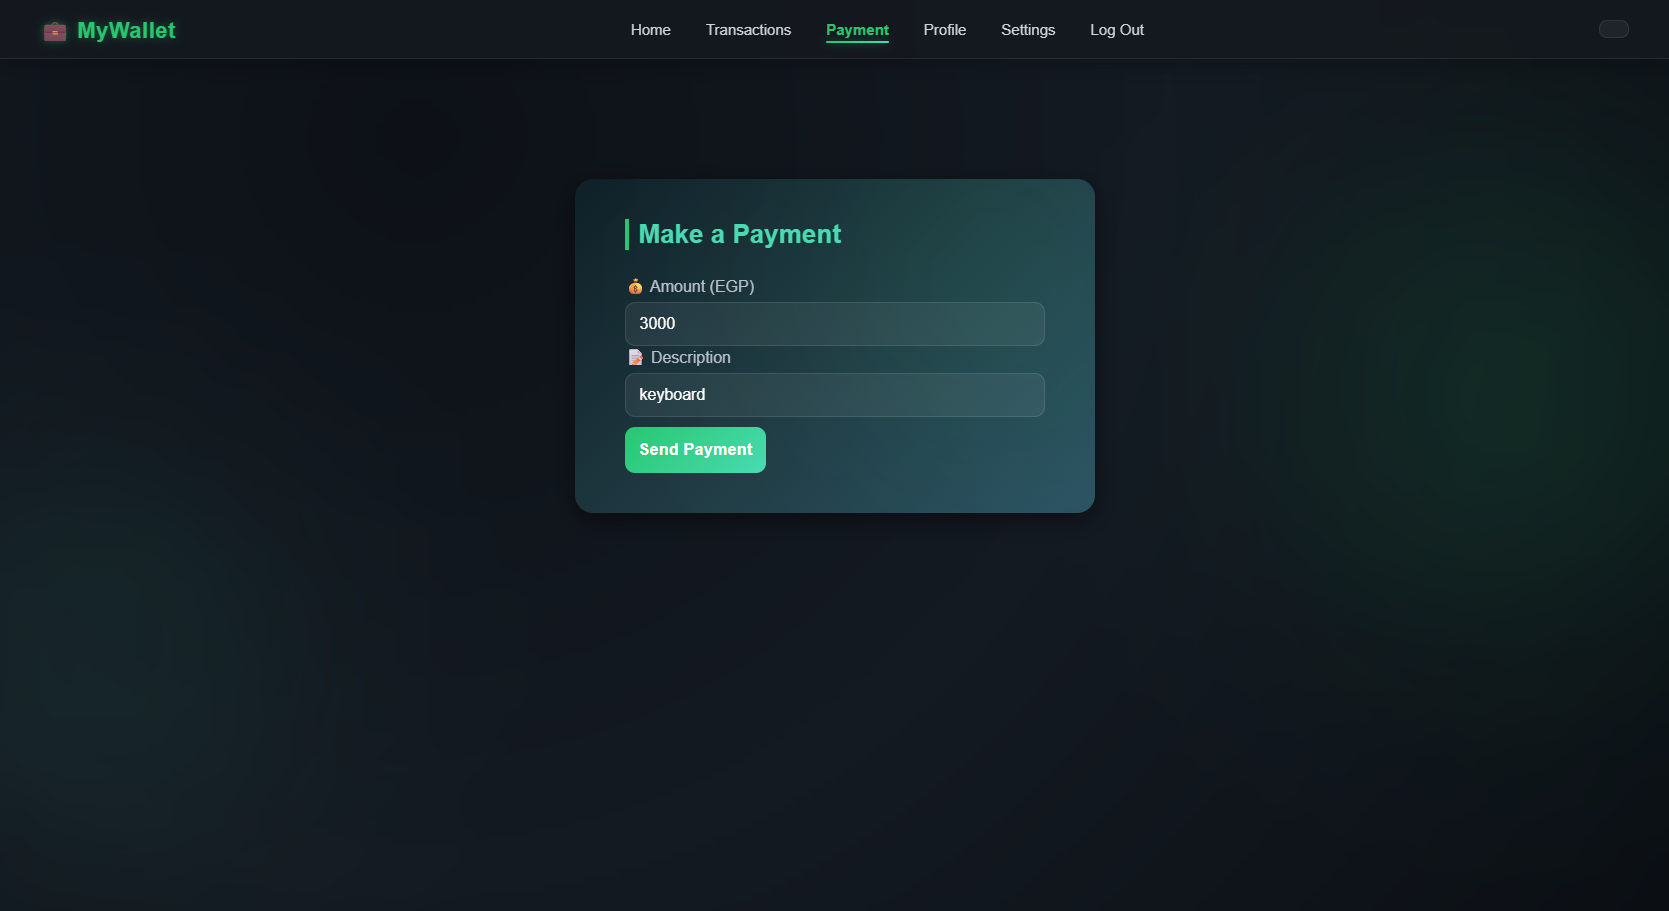 MyWallet
Home Transactions Payment Profile Settings Log Out
Make a Payment
Amount (EGP)
3000
Description
keyboard
Send Payment